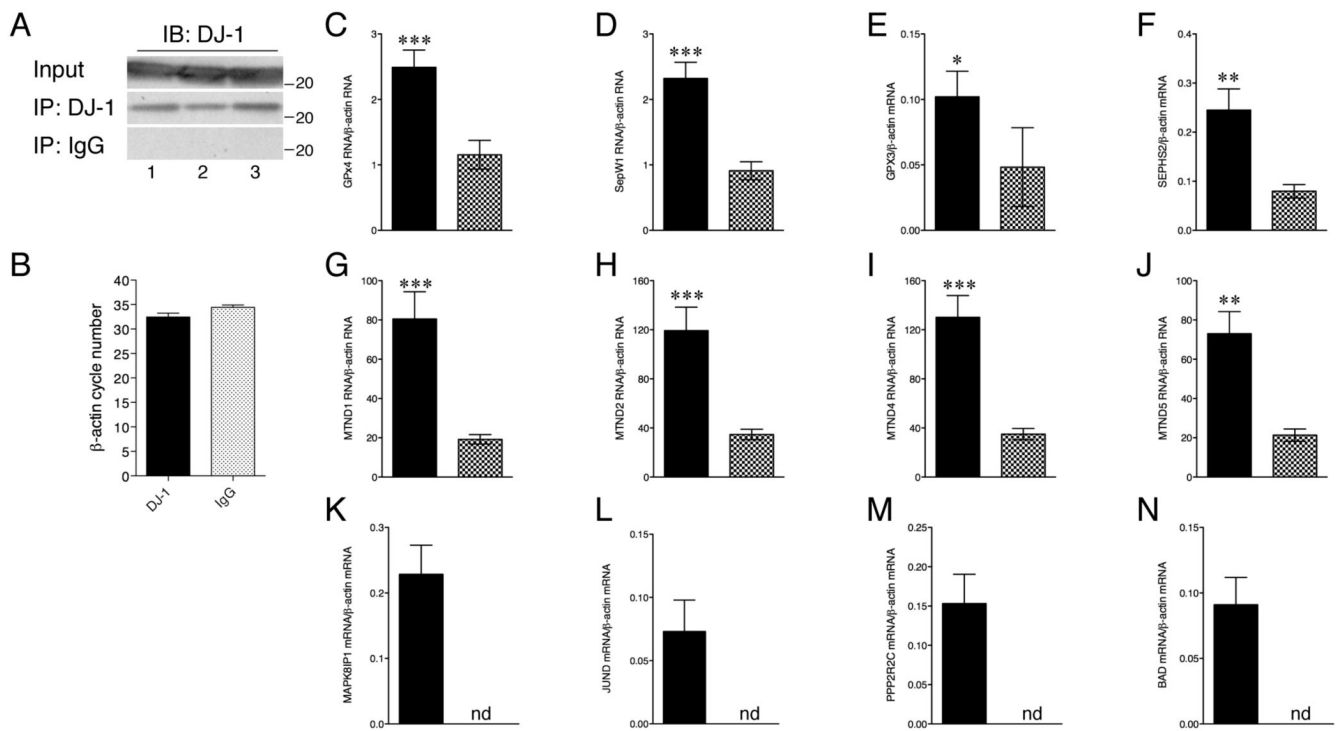 A
IB: DJ-1
Input
–20
IP: DJ-1
–20
IP: IgG
–20
1 2 3
B
β-actin cycle number
40
35
30
25
20
15
10
5
0
DJ-1
IgG
C
GPx4 RNA/β-actin RNA
3
2
1
0
***
D
SepW1 RNA/β-actin RNA
3
2
1
0
***
E
GPX3/β-actin mRNA
0.15
0.10
0.05
0.00
*
F
SEPHS2/β-actin mRNA
0.4
0.3
0.2
0.1
0.0
**
G
MTND1 RNA/β-actin RNA
100
80
60
40
20
0
***
H
MTND2 RNA/β-actin RNA
160
120
80
40
0
***
I
MTND4 RNA/β-actin RNA
160
130
100
70
40
0
***
J
MTND5 RNA/β-actin RNA
100
80
60
40
20
0
**
K
MAPK8IP1 mRNA/β-actin mRNA
0.3
0.2
0.1
0.0
nd
L
JUND mRNA/β-actin mRNA
0.15
0.10
0.05
0.00
nd
M
PPP2R2C mRNA/β-actin mRNA
0.25
0.20
0.15
0.10
0.05
0.00
nd
N
BAD mRNA/β-actin mRNA
0.15
0.10
0.05
0.00
nd